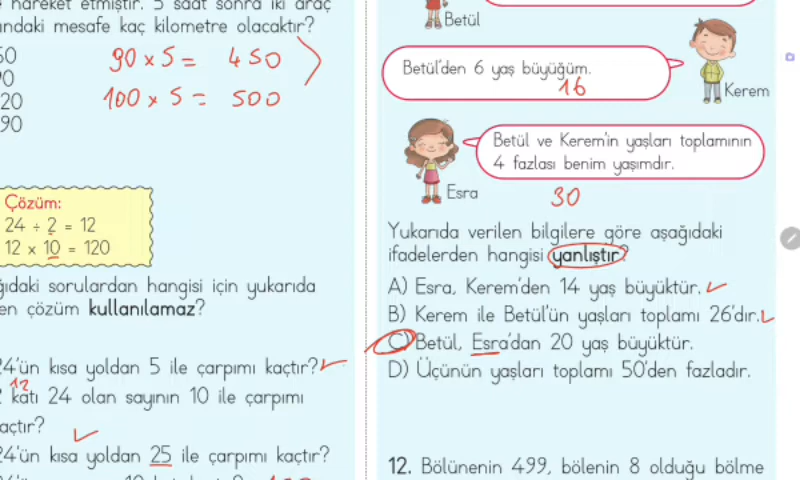 hareket etmiştir. 5 saat sonra iki araç
ndaki mesafe kaç kilometre olacaktır?
90 x 5 = 450
100 x 5 = 500
20
90
Çözüm:
24 ÷ 2 = 12
12 x 10 = 120
ğıdaki sorulardan hangisi için yukarıda
en çözüm kullanılamaz?
24'ün kısa yoldan 5 ile çarpımı kaçtır?
12
katı 24 olan sayının 10 ile çarpımı
açtır?
24'ün kısa yoldan 25 ile çarpımı kaçtır?
Betül
Betül'den 6 yaş büyüğüm.
16
Kerem
Betül ve Kerem'in yaşları toplamının
4 fazlası benim yaşımdır.
Esra
30
Yukarıda verilen bilgilere göre aşağıdaki
ifadelerden hangisi yanlıştır?
A) Esra, Kerem'den 14 yaş büyüktür.
B) Kerem ile Betül'ün yaşları toplamı 26'dır.
C) Betül, Esra'dan 20 yaş büyüktür.
D) Üçünün yaşları toplamı 50'den fazladır.
12. Bölünenin 499, bölenin 8 olduğu bölme